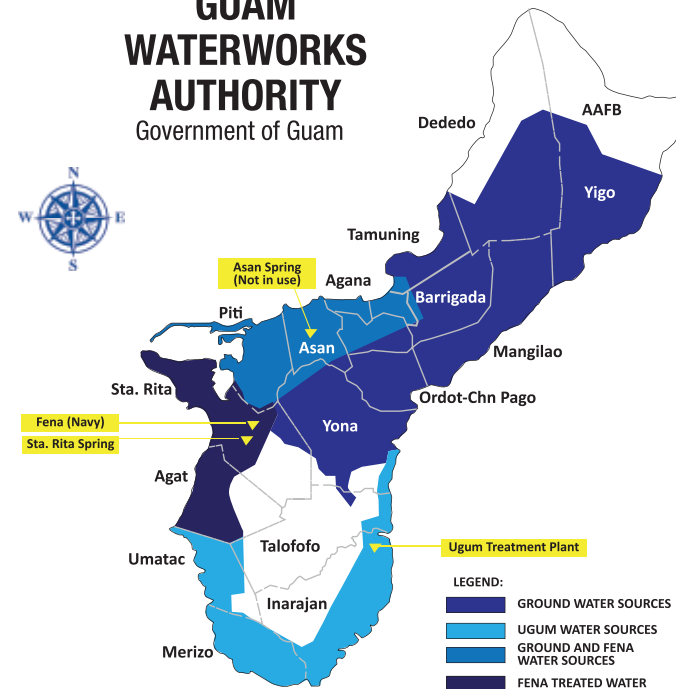 GUAM
WATERWORKS
AUTHORITY
Government of Guam
N
W
E
S
Dededo
AAFB
Yigo
Tamuning
Asan Spring
(Not in use)
Agana
Barrigada
Piti
Asan
Mangilao
Sta. Rita
Ordot-Chn Pago
Fena (Navy)
Yona
Sta. Rita Spring
Agat
Talofofo
Ugum Treatment Plant
Umatac
LEGEND:
Inarajan
GROUND WATER SOURCES
UGUM WATER SOURCES
Merizo
GROUND AND FENA
WATER SOURCES
FENA TREATED WATER